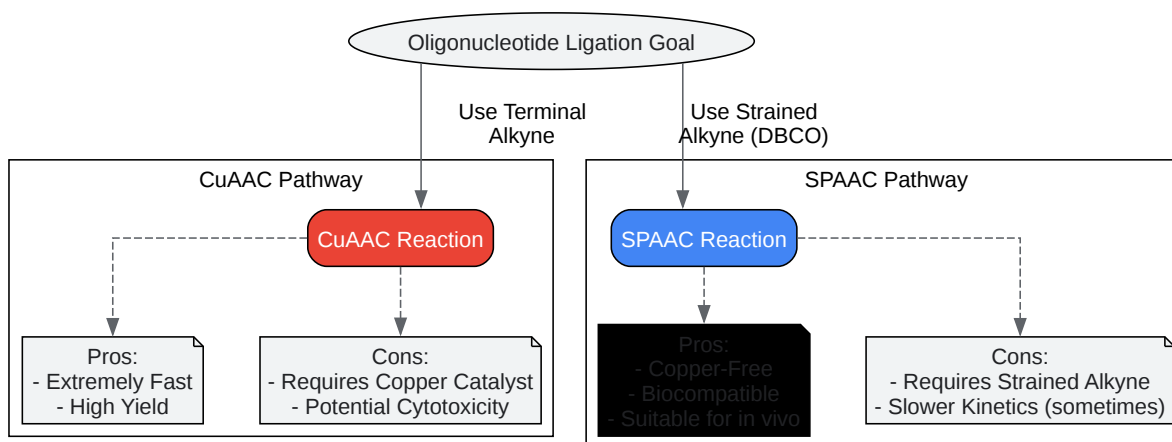 Oligonucleotide Ligation Goal
Use Terminal
Alkyne
Use Strained
Alkyne (DBCO)
CuAAC Pathway
CuAAC Reaction
Pros:
- Extremely Fast
- High Yield
Cons:
- Requires Copper Catalyst
- Potential Cytotoxicity
SPAAC Pathway
SPAAC Reaction
Pros:
- Copper-Free
- Biocompatible
- Suitable for in vivo
Cons:
- Requires Strained Alkyne
- Slower Kinetics (sometimes)